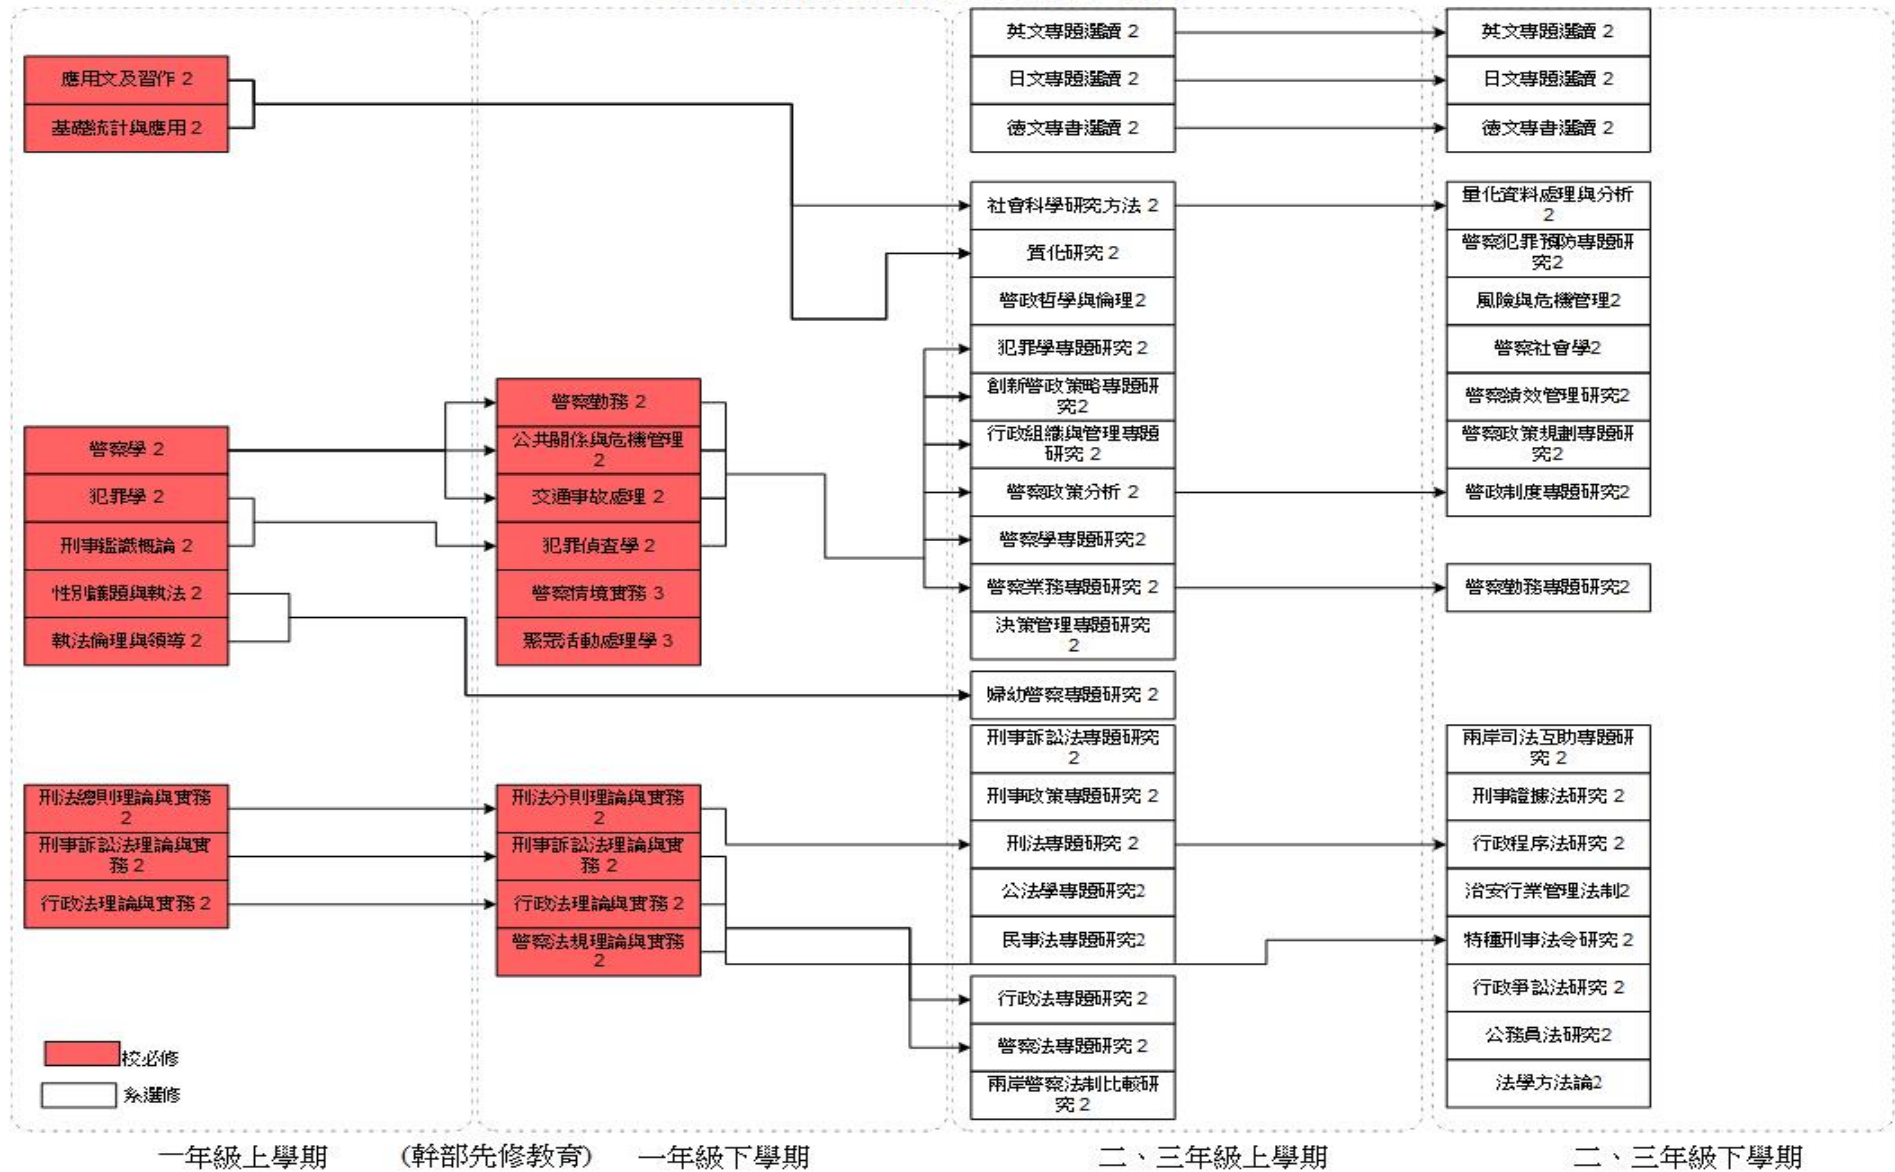 應用文及習作 2
基礎統計與應用 2
警察學 2
犯罪學 2
刑事鑑識概論 2
性別議題與執法 2
執法倫理與領導 2
刑法總則理論與實務
2
刑事訴訟法理論與實
務 2
行政法理論與實務 2
校必修
系選修
警察勤務 2
公共關係與危機管理
2
交通事故處理 2
犯罪偵查學 2
警察情境實務 3
聚眾活動處理學 3
刑法分則理論與實務
2
刑事訴訟法理論與實
務 2
行政法理論與實務 2
警察法規理論與實務
2
英文專題選讀 2
日文專題選讀 2
德文專書選讀 2
社會科學研究方法 2
質化研究 2
警政哲學與倫理2
犯罪學專題研究 2
創新警政策略專題研
究2
行政組織與管理專題
研究 2
警察政策分析 2
警察學專題研究2
警察業務專題研究 2
決策管理專題研究
2
婦幼警察專題研究 2
刑事訴訟法專題研究
2
刑事政策專題研究 2
刑法專題研究 2
公法學專題研究2
民事法專題研究2
行政法專題研究 2
警察法專題研究 2
兩岸警察法制比較研
究 2
英文專題選讀 2
日文專題選讀 2
德文專書選讀 2
量化資料處理與分析
2
警察犯罪預防專題研
究2
風險與危機管理2
警察社會學2
警察績效管理研究2
警察政策規劃專題研
究2
警政制度專題研究2
警察勤務專題研究2
兩岸司法互助專題研
究 2
刑事證據法研究 2
行政程序法研究 2
治安行業管理法制2
特種刑事法令研究 2
行政爭訟法研究 2
公務員法研究2
法學方法論2
一年級上學期 (幹部先修教育) 一年級下學期 二、三年級上學期 二、三年級下學期